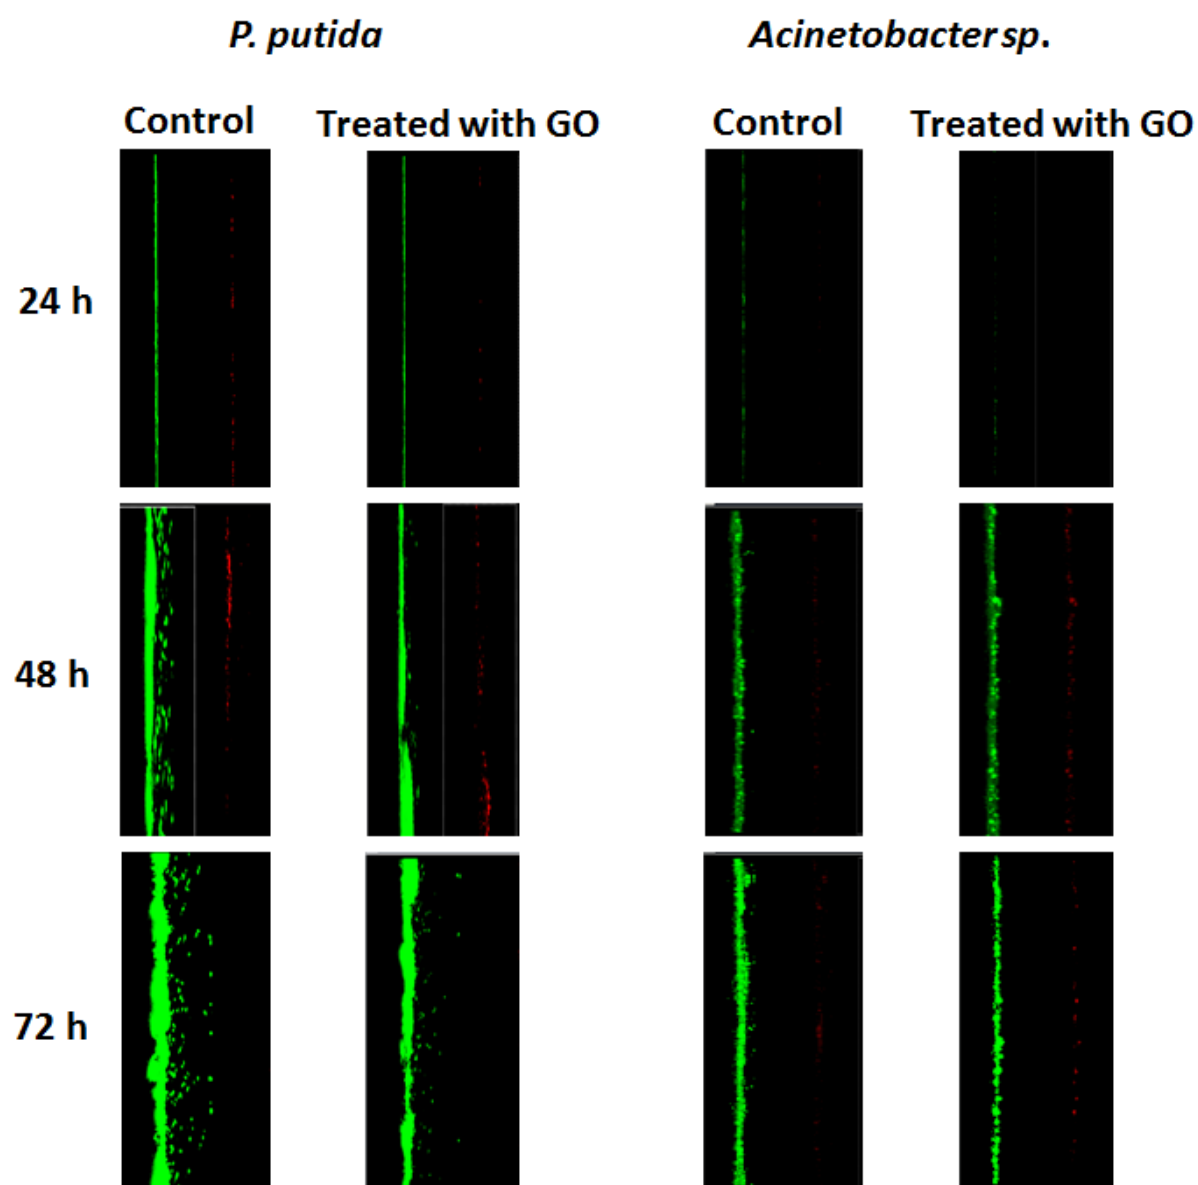 P. putida
Acinetobacter sp.
Control
Treated with GO
Control
Treated with GO
24 h
48 h
72 h